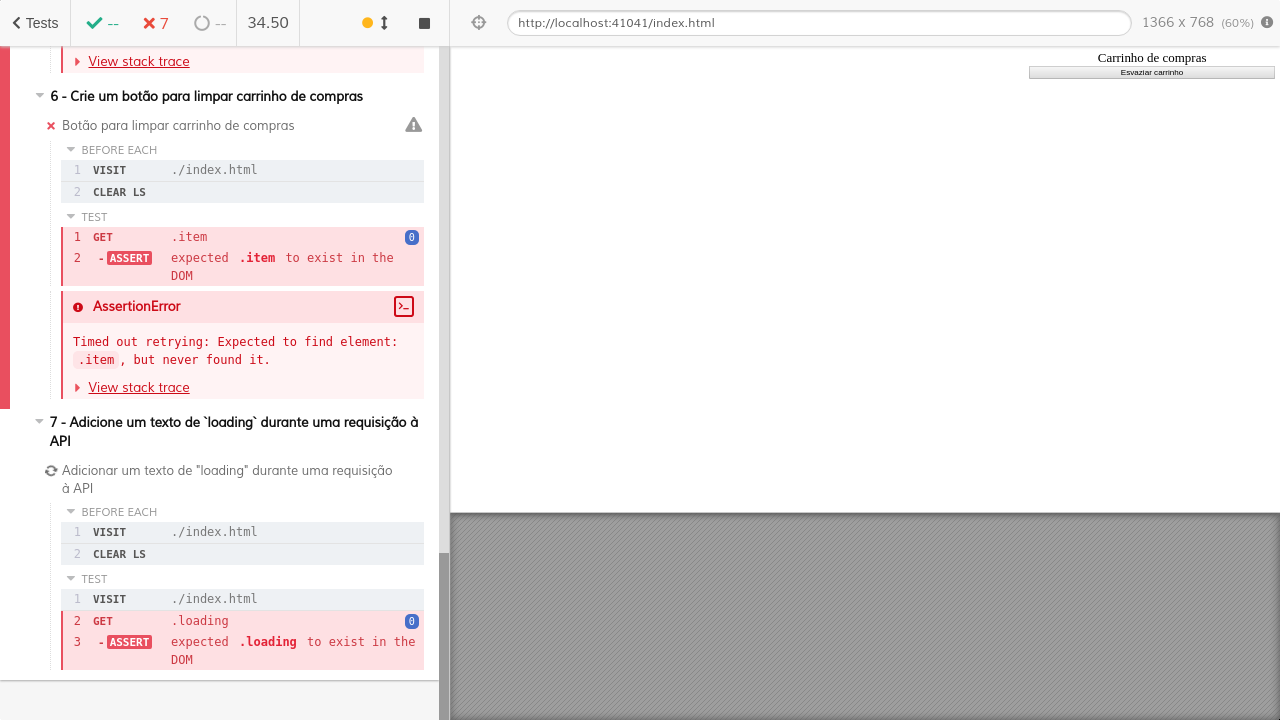 Tests -- 7 -- 34.50
http://localhost:41041/index.html 1366 x 768 (60%)
View stack trace
6 - Crie um botão para limpar carrinho de compras
Botão para limpar carrinho de compras
BEFORE EACH
1 VISIT ./index.html
2 CLEAR LS
TEST
1 GET .item 0
2 -ASSERT expected .item to exist in the
DOM
AssertionError
Timed out retrying: Expected to find element:
.item, but never found it.
View stack trace
7 - Adicione um texto de `loading` durante uma requisição à
API
Adicionar um texto de "loading" durante uma requisição
à API
BEFORE EACH
1 VISIT ./index.html
2 CLEAR LS
TEST
1 VISIT ./index.html
2 GET .loading 0
3 -ASSERT expected .loading to exist in the
DOM
Carrinho de compras
Esvaziar carrinho